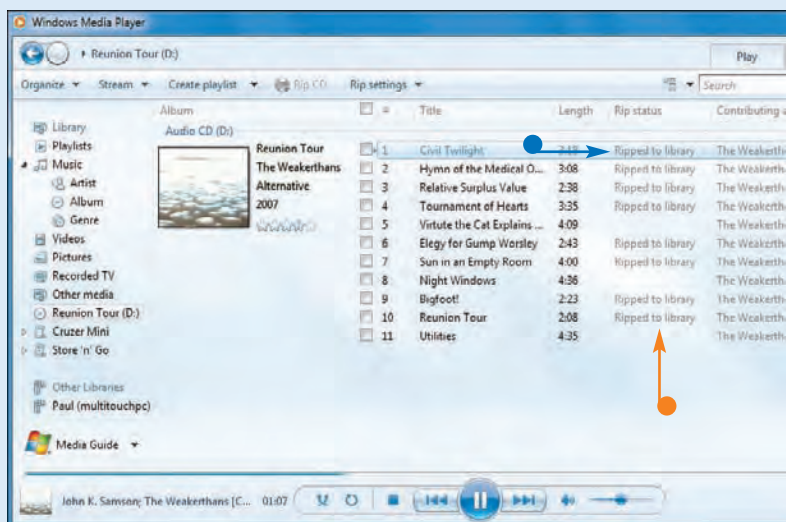 Windows Media Player
Reunion Tour (D:)
Play
Organize Stream Create playlist Rip CD Rip settings Search
Album # Title Length Rip status Contributing a
Audio CD (D:)
Library
Playlists
Music
Artist
Album
Genre
Videos
Pictures
Recorded TV
Other media
Reunion Tour (D:)
Cruzer Mini
Store 'n' Go
Other Libraries
Paul (multitouchpc)
Media Guide
Reunion Tour
The Weakerthans
Alternative
2007
1 Civil Twilight Ripped to library The Weakerth
2 Hymn of the Medical O... 3:08 Ripped to library The Weakerth
3 Relative Surplus Value 2:38 Ripped to library The Weakerth
4 Tournament of Hearts 3:35 Ripped to library The Weakerth
5 Virtute the Cat Explains ... 4:09 The Weakerth
6 Elegy for Gump Worsley 2:43 Ripped to library The Weakerth
7 Sun in an Empty Room 4:00 Ripped to library The Weakerth
8 Night Windows 4:36 The Weakerth
9 Bigfoot! 2:23 Ripped to library The Weakerth
10 Reunion Tour 2:08 Ripped to library The Weakerth
11 Utilities 4:35 The Weakerth
John K. Samson; The Weakerthans [C... 01:07